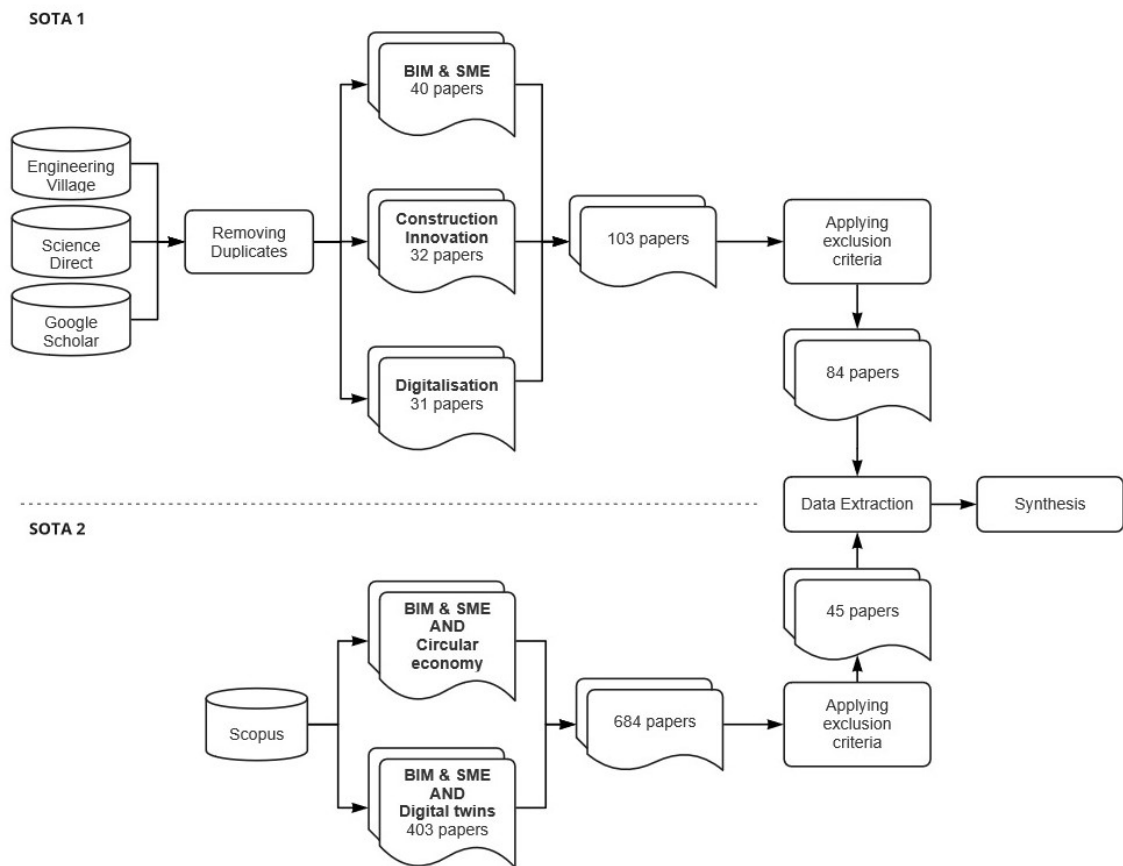 SOTA 1
Engineering
Village
Science
Direct
Google
Scholar
Removing
Duplicates
BIM & SME
40 papers
Construction
Innovation
32 papers
Digitalisation
31 papers
103 papers
Applying
exclusion
criteria
84 papers
Data Extraction
Synthesis
SOTA 2
Scopus
BIM & SME
AND
Circular
economy
BIM & SME
AND
Digital twins
403 papers
684 papers
Applying
exclusion
criteria
45 papers